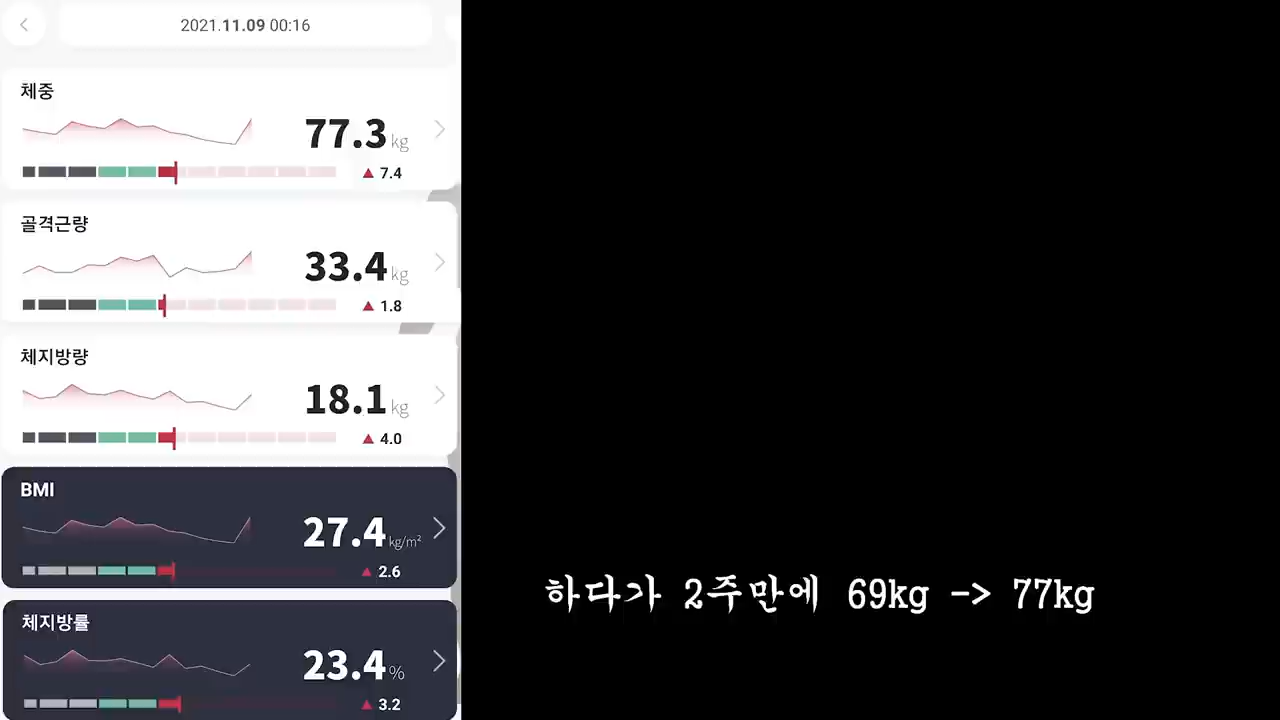 2021.11.09 00:16
체중
77.3 kg
▲ 7.4
골격근량
33.4 kg
▲ 1.8
체지방량
18.1 kg
▲ 4.0
BMI
27.4 kg/m²
▲ 2.6
체지방률
23.4 %
▲ 3.2
하다가 2주만에 69kg -> 77kg